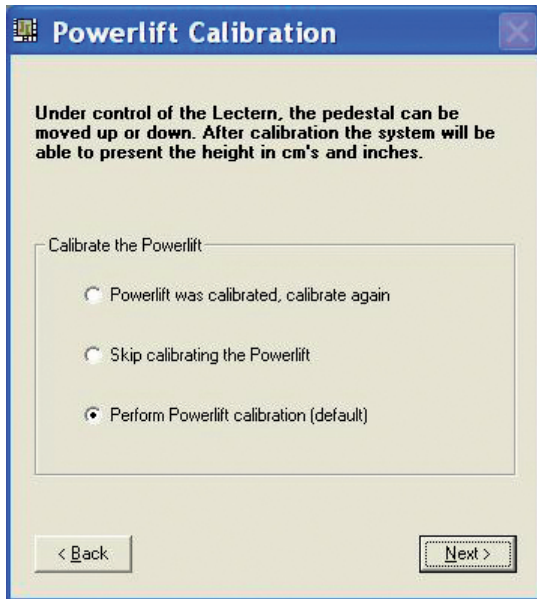 Powerlift Calibration
Under control of the Lectern, the pedestal can be
moved up or down. After calibration the system will be
able to present the height in cm's and inches.
Calibrate the Powerlift
Powerlift was calibrated, calibrate again
Skip calibrating the Powerlift
Perform Powerlift calibration (default)
< Back
Next >